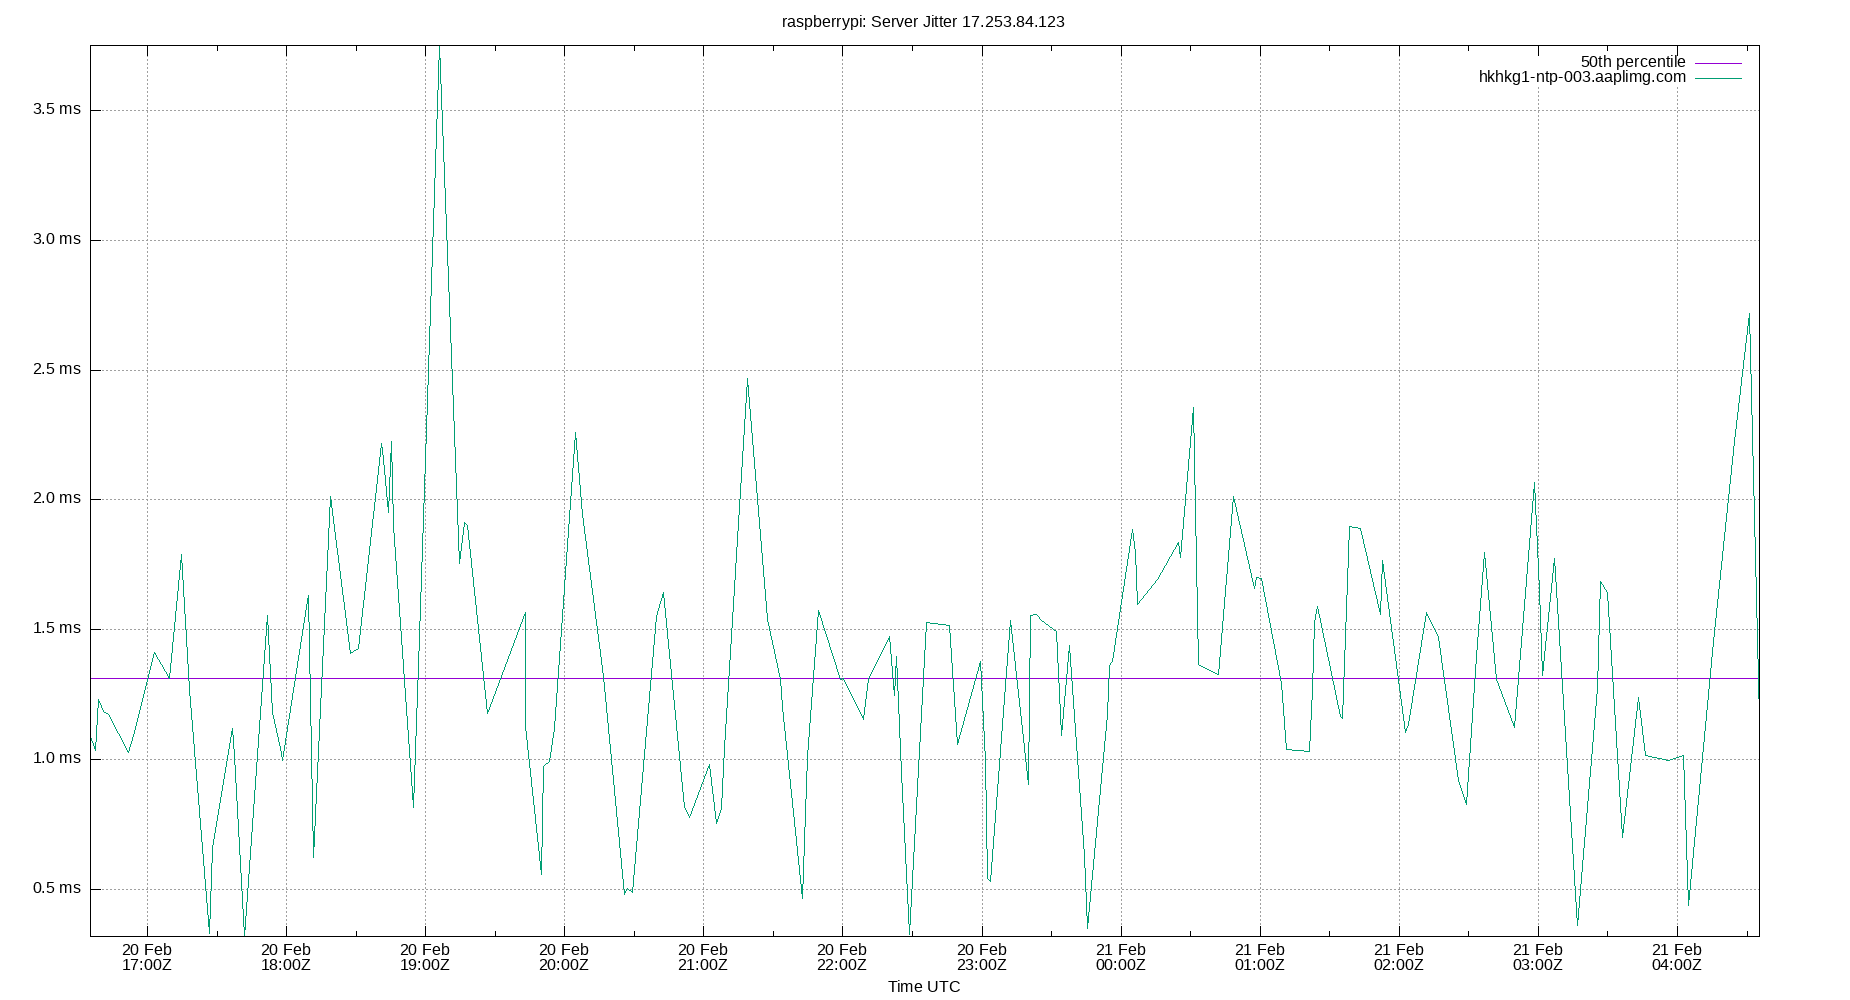 raspberrypi: Server Jitter 17.253.84.123
50th percentile
hkhkg1-ntp-003.aaplimg.com
3.5 ms
3.0 ms
2.5 ms
2.0 ms
1.5 ms
1.0 ms
0.5 ms
20 Feb 20 Feb 20 Feb 20 Feb 20 Feb 20 Feb 20 Feb 21 Feb 21 Feb 21 Feb 21 Feb 21 Feb
17:00Z 18:00Z 19:00Z 20:00Z 21:00Z 22:00Z 23:00Z 00:00Z 01:00Z 02:00Z 03:00Z 04:00Z
Time UTC